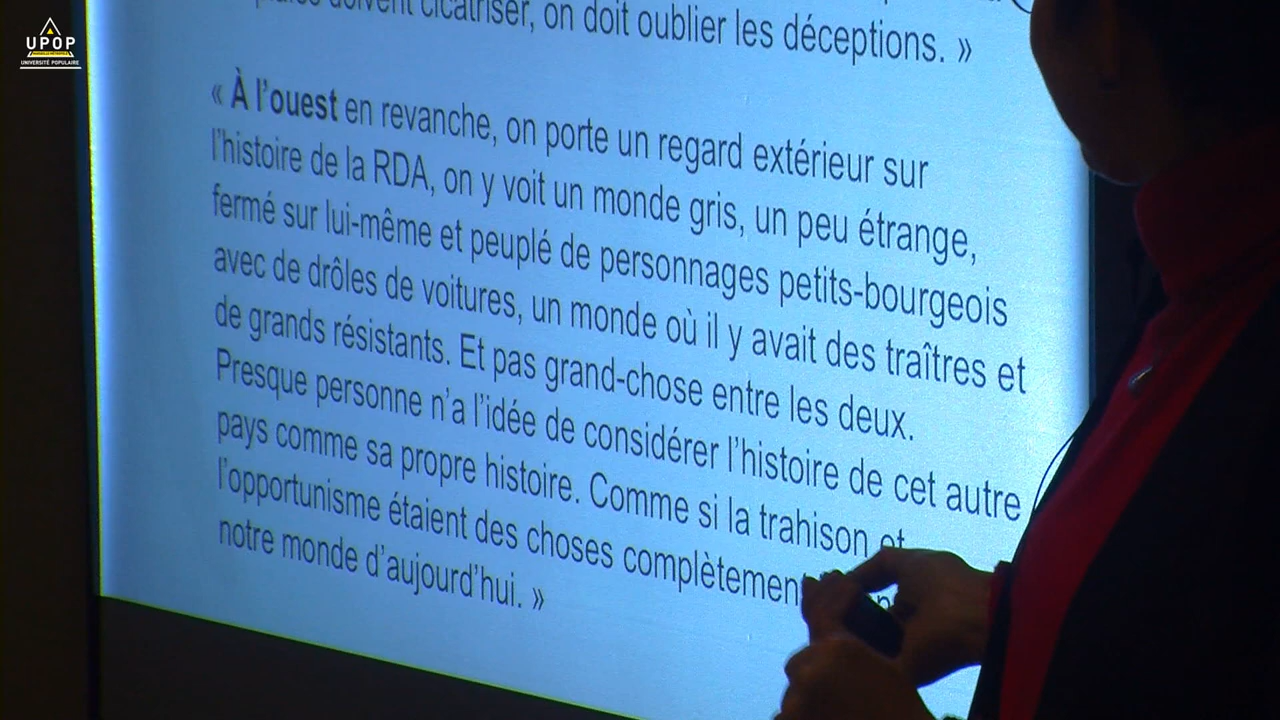 UPOP
UNIVERSITÉ POPULAIRE
doivent cicatriser, on doit oublier les déceptions. »
« À l’ouest en revanche, on porte un regard extérieur sur
l’histoire de la RDA, on y voit un monde gris, un peu étrange,
fermé sur lui-même et peuplé de personnages petits-bourgeois
avec de drôles de voitures, un monde où il y avait des traîtres et
de grands résistants. Et pas grand-chose entre les deux.
Presque personne n’a l’idée de considérer l’histoire de cet autre
pays comme sa propre histoire. Comme si la trahison et
l’opportunisme étaient des choses
notre monde d’aujourd’hui. »